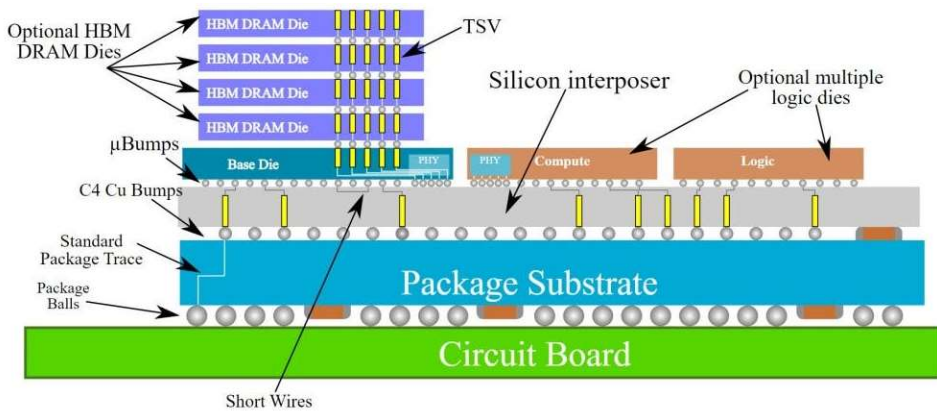 Optional HBM
DRAM Dies
HBM DRAM Die
HBM DRAM Die
HBM DRAM Die
HBM DRAM Die
TSV
Silicon interposer
Optional multiple
logic dies
µBumps
Base Die
PHY
PHY
Compute
Logic
C4 Cu Bumps
Standard
Package Trace
Package Substrate
Package
Balls
Circuit Board
Short Wires